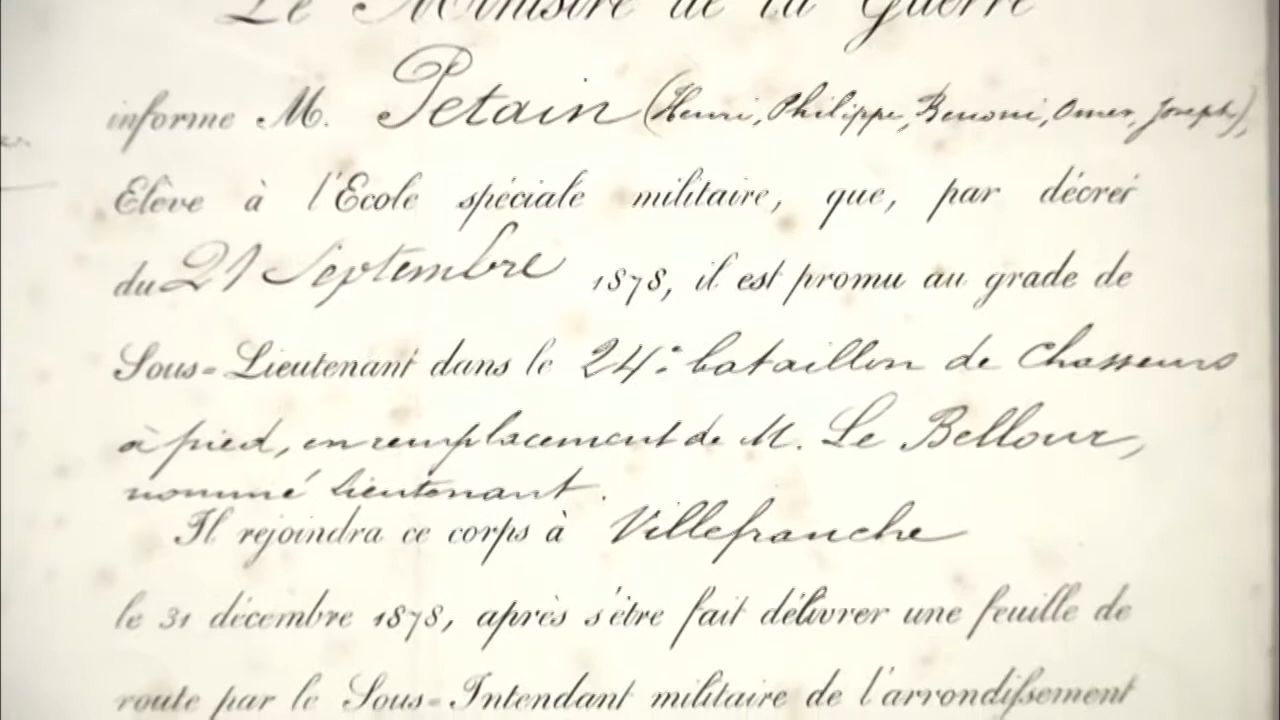 Le Ministre de la Guerre
informe M. Petain (Henri, Philippe, Benoni, Omer, Joseph),
Elève à l'Ecole spéciale militaire, que, par décret
du 21 Septembre 1878, il est promu au grade de
Sous-Lieutenant dans le 24e bataillon de Chasseurs
à pied, en remplacement de M. Le Bellour,
nommé lieutenant.
Il rejoindra ce corps à Villefranche
le 31 décembre 1878, après s'être fait délivrer une feuille de
route par le Sous-Intendant militaire de l'arrondissement